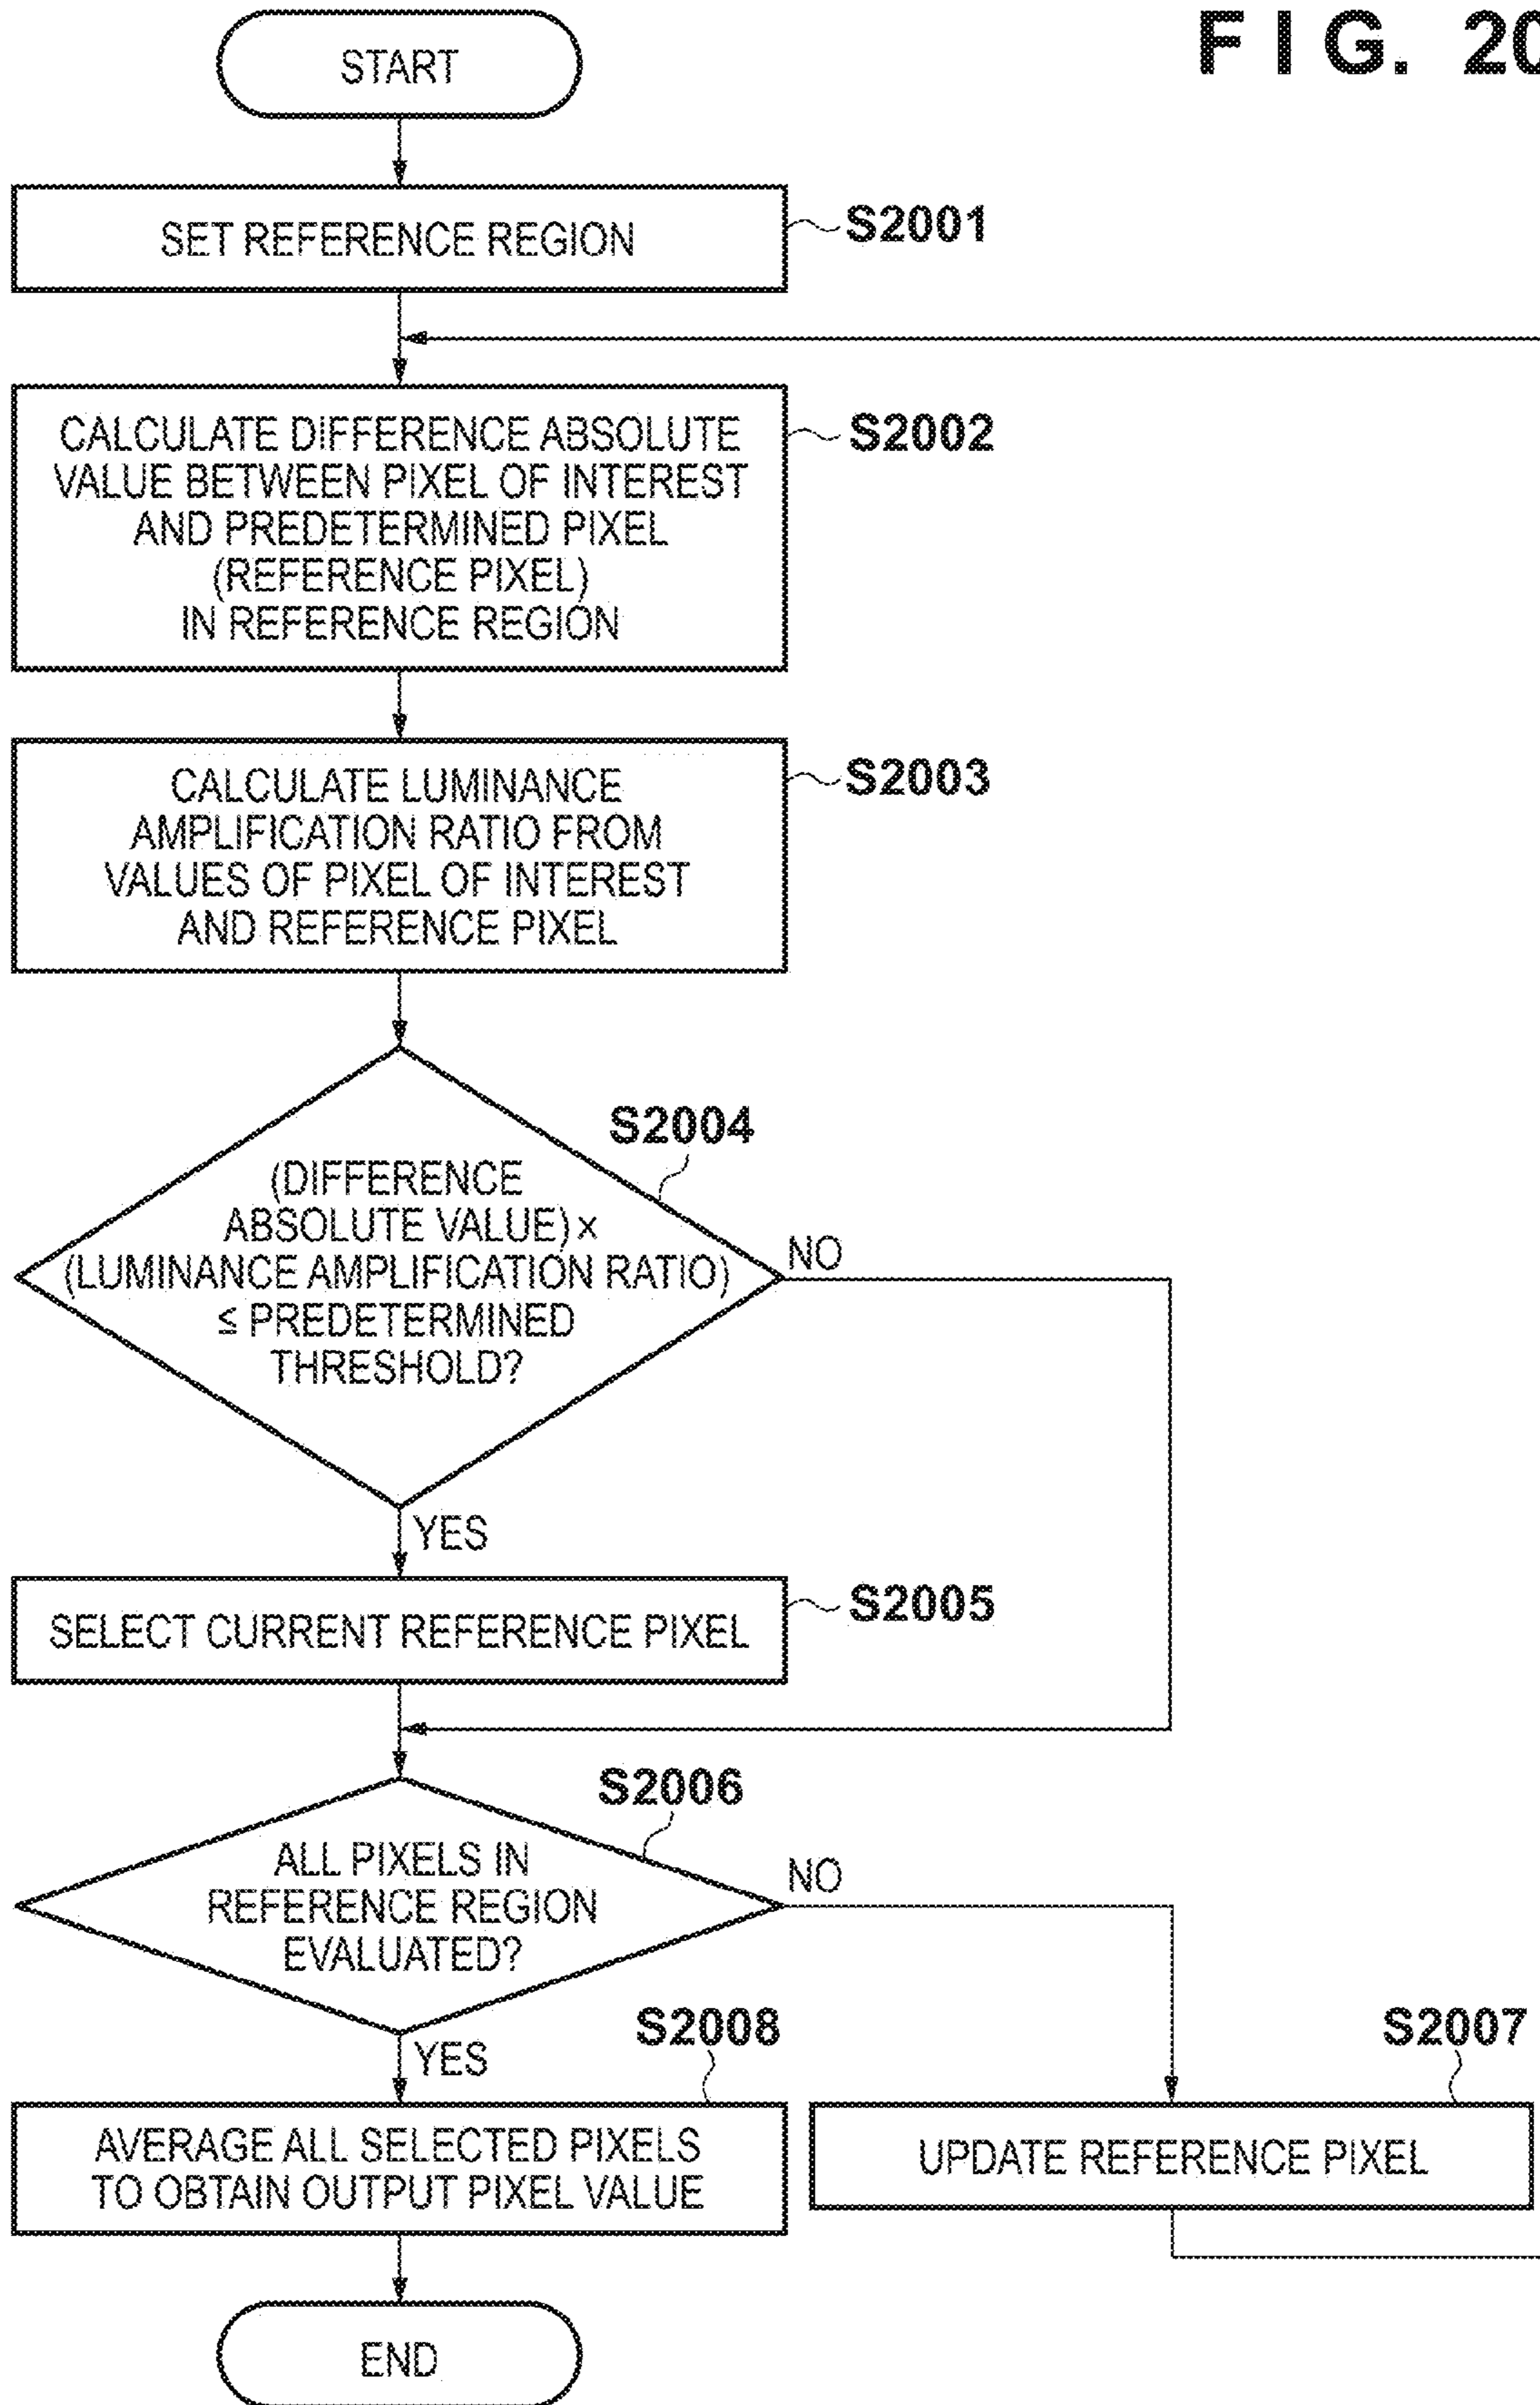 FIG. 20
START
SET REFERENCE REGION
S2001
CALCULATE DIFFERENCE ABSOLUTE
VALUE BETWEEN PIXEL OF INTEREST
AND PREDETERMINED PIXEL
(REFERENCE PIXEL)
IN REFERENCE REGION
S2002
CALCULATE LUMINANCE
AMPLIFICATION RATIO FROM
VALUES OF PIXEL OF INTEREST
AND REFERENCE PIXEL
S2003
S2004
(DIFFERENCE
ABSOLUTE VALUE) ×
(LUMINANCE AMPLIFICATION RATIO)
≤ PREDETERMINED
THRESHOLD?
NO
YES
SELECT CURRENT REFERENCE PIXEL
S2005
S2006
ALL PIXELS IN
REFERENCE REGION
EVALUATED?
NO
YES
S2008
AVERAGE ALL SELECTED PIXELS
TO OBTAIN OUTPUT PIXEL VALUE
S2007
UPDATE REFERENCE PIXEL
END